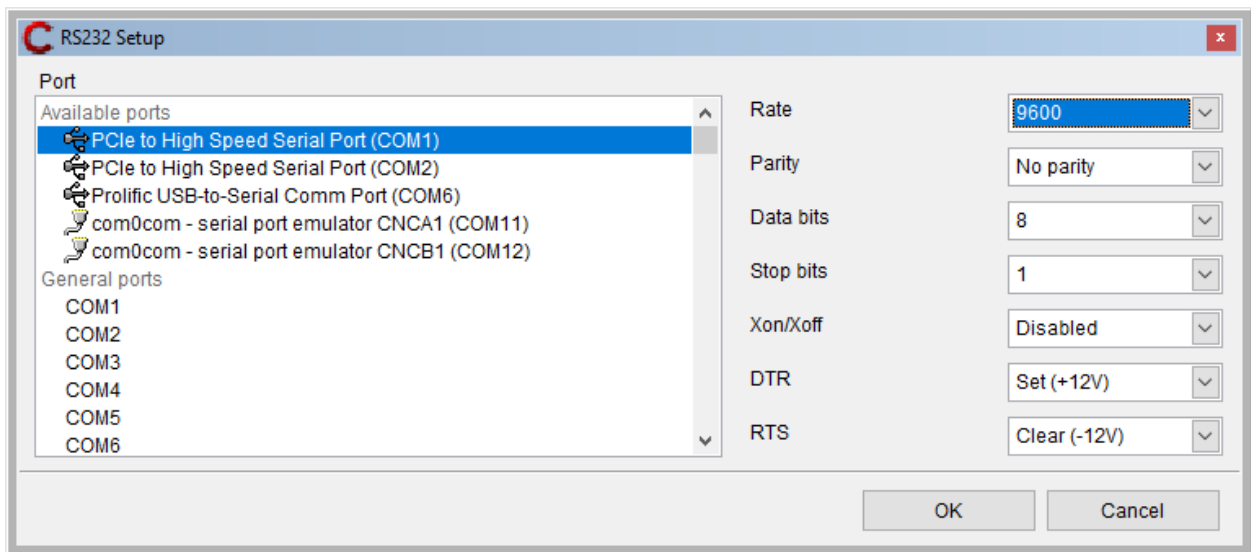 RS232 Setup
Port
Available ports
PCIe to High Speed Serial Port (COM1)
PCIe to High Speed Serial Port (COM2)
Prolific USB-to-Serial Comm Port (COM6)
com0com - serial port emulator CNCA1 (COM11)
com0com - serial port emulator CNCB1 (COM12)
General ports
COM1
COM2
COM3
COM4
COM5
COM6
Rate 9600
Parity No parity
Data bits 8
Stop bits 1
Xon/Xoff Disabled
DTR Set (+12V)
RTS Clear (-12V)
OK Cancel